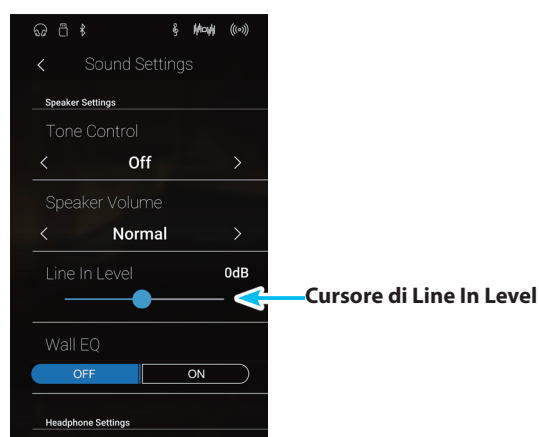 Sound Settings
Speaker Settings
Tone Control
Off
Speaker Volume
Normal
Line In Level 0dB
Cursore di Line In Level
Wall EQ
OFF ON
Headphone Settings